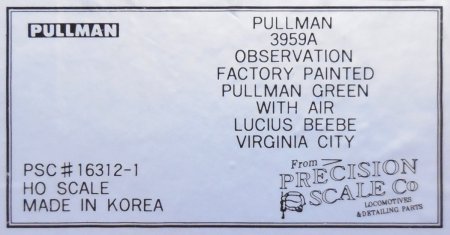 PULLMAN
PULLMAN
3959A
OBSERVATION
FACTORY PAINTED
PULLMAN GREEN
WITH AIR
LUCIUS BEEBE
VIRGINIA CITY
PSC#16312-1
HO SCALE
MADE IN KOREA
From
PRECISION
SCALE Co
LOCOMOTIVES
& DETAILING PARTS